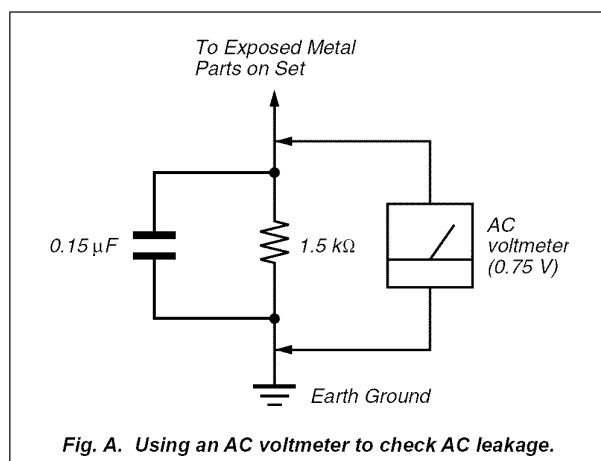 To Exposed Metal
Parts on Set
0.15 μF
1.5 kΩ
AC
voltmeter
(0.75 V)
Earth Ground
Fig. A. Using an AC voltmeter to check AC leakage.